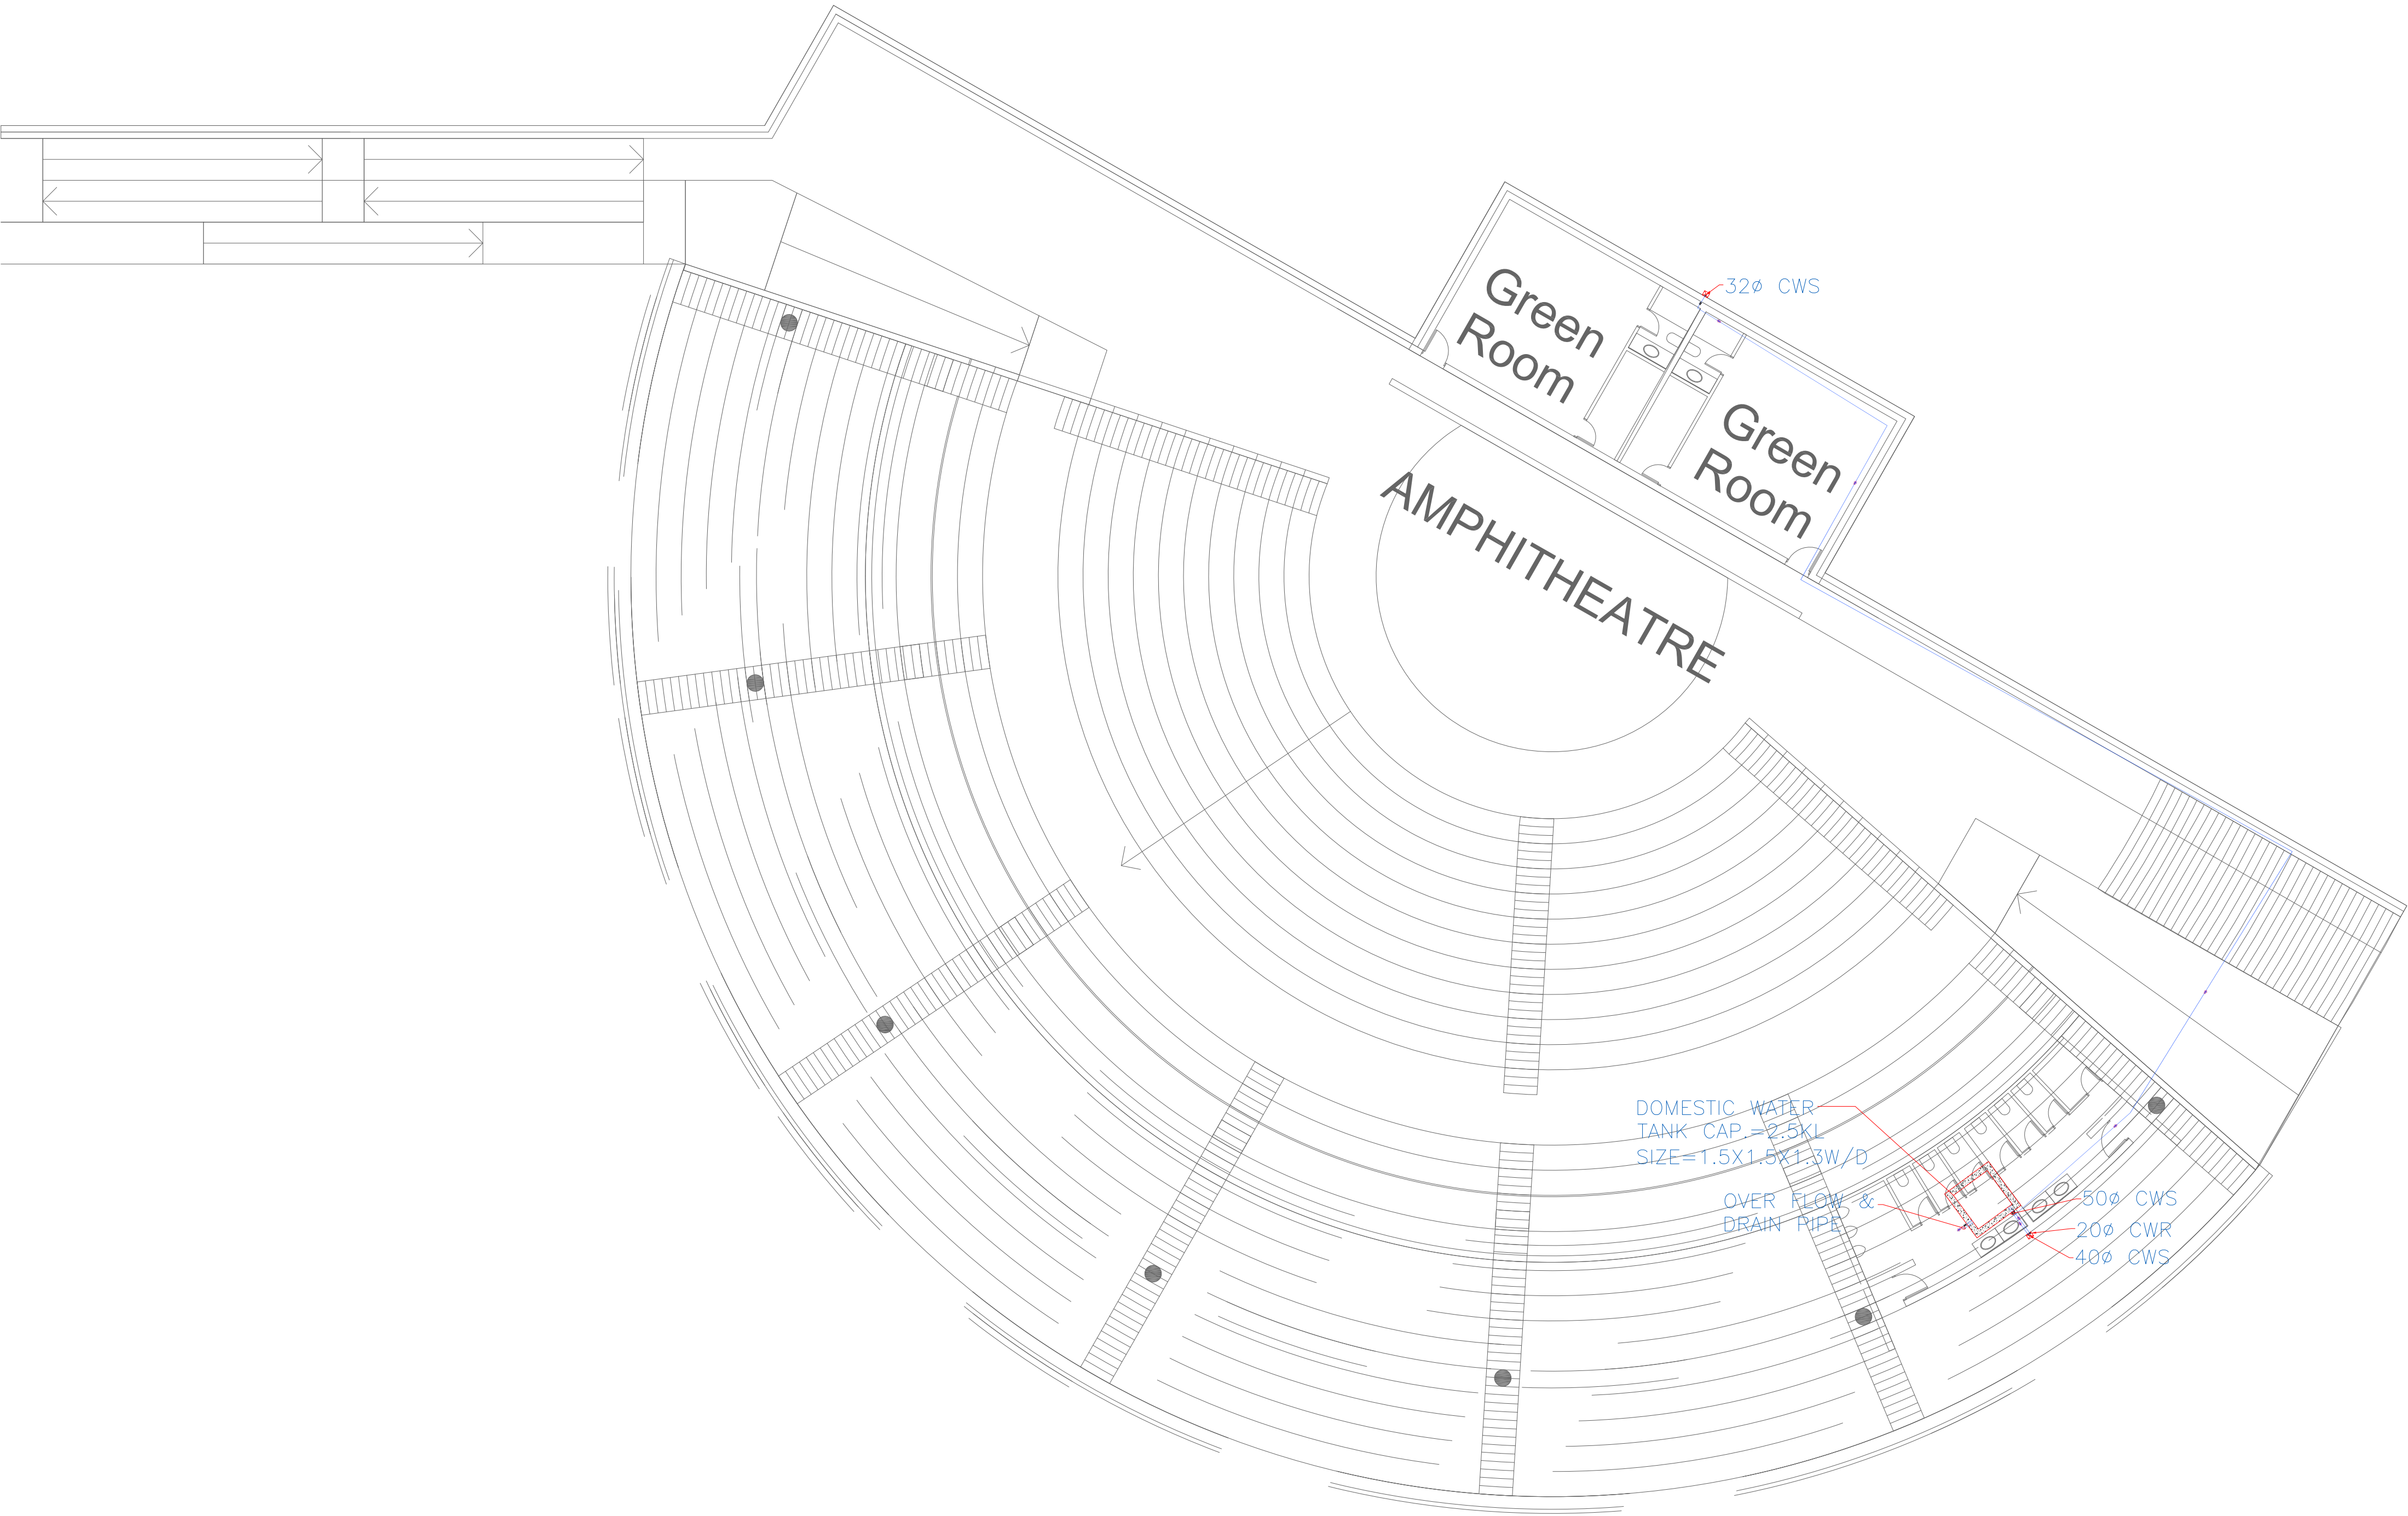 32ø CWS
Green
Room
Green
Room
AMPHITHEATRE
DOMESTIC WATER
TANK CAP.=2.5KL
SIZE=1.5X1.5X1.3W/D
OVER FLOW &
DRAIN PIPE
50ø CWS
20ø CWR
40ø CWS